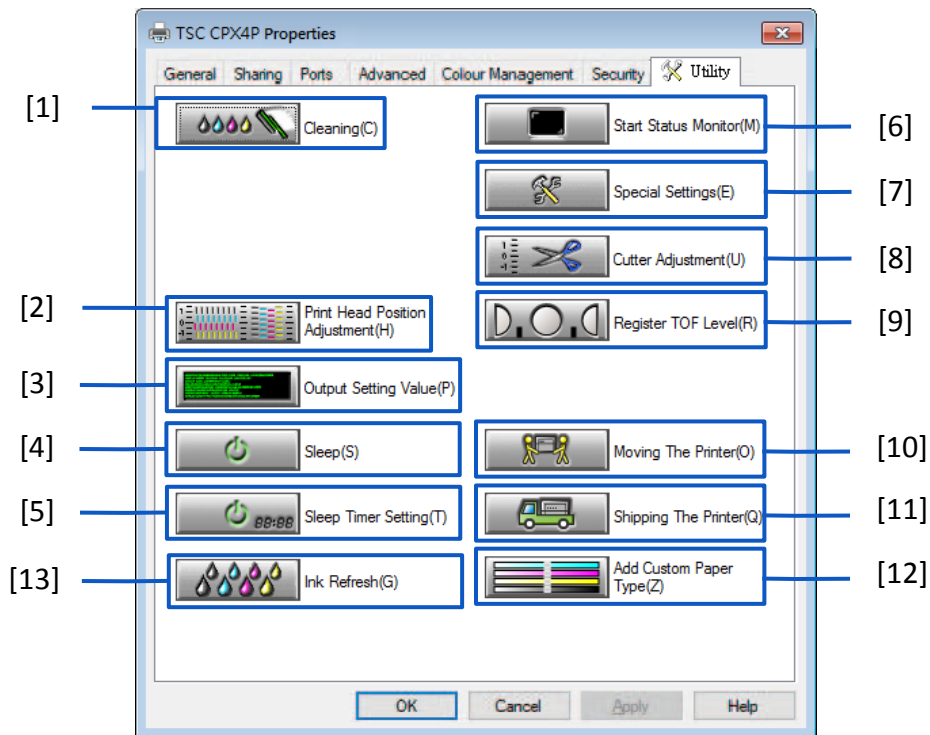 TSC CPX4P Properties
General Sharing Ports Advanced Colour Management Security Utility
[1] Cleaning(C)
Start Status Monitor(M) [6]
Special Settings(E) [7]
Cutter Adjustment(U) [8]
[2] Print Head Position
Adjustment(H)
Register TOF Level(R) [9]
[3] Output Setting Value(P)
[4] Sleep(S)
Moving The Printer(O) [10]
[5] 88:88 Sleep Timer Setting(T)
Shipping The Printer(Q) [11]
[13] Ink Refresh(G)
Add Custom Paper
Type(Z) [12]
OK Cancel Apply Help